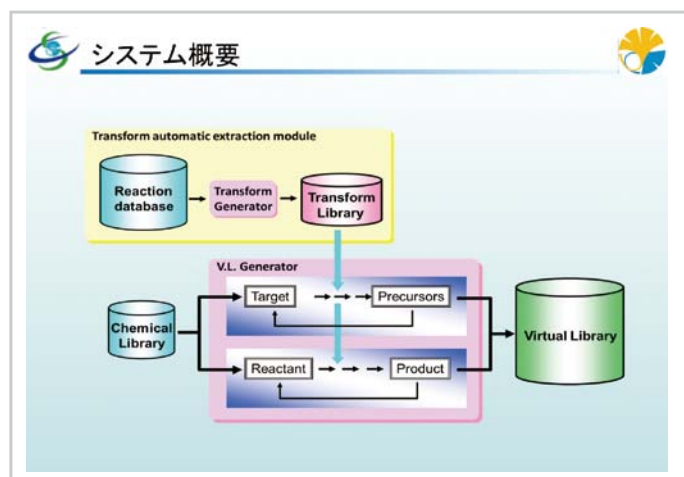 システム概要
Transform automatic extraction module
Reaction
database
Transform
Generator
Transform
Library
V.L. Generator
Chemical
Library
Target
Precursors
Reactant
Product
Virtual Library